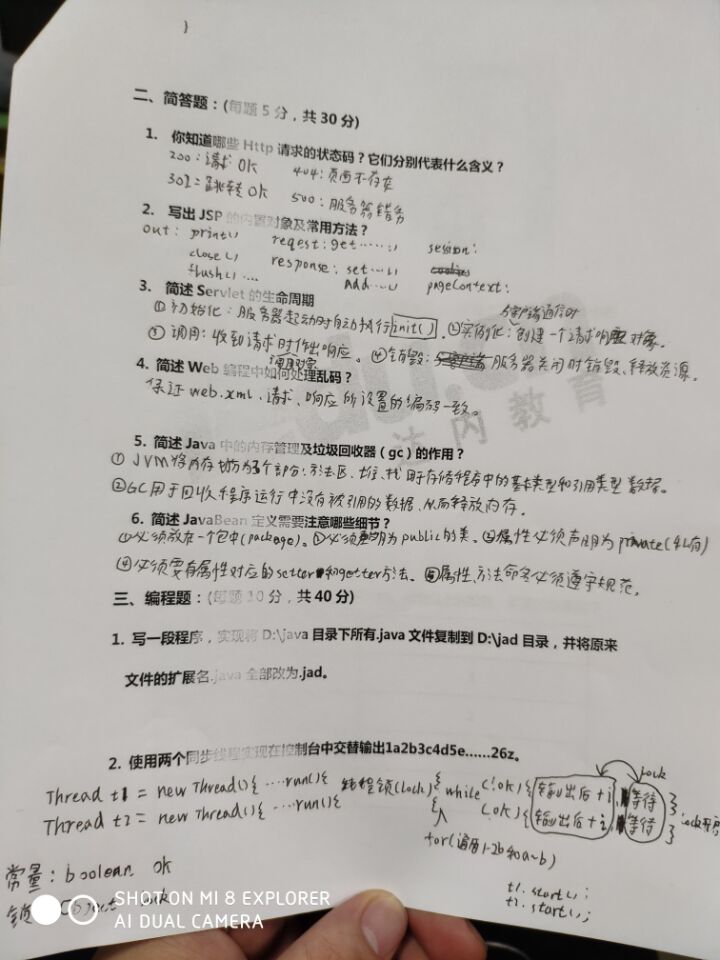 }
二、简答题：(每题 5 分，共 30 分)
1. 你知道哪些 Http 请求的状态码？它们分别代表什么含义？
200：请求 OK 404：页面不存在
302=跳转 OK 500：服务器错误
2. 写出 JSP 的内置对象及常用方法？
out： print() reqest：get……() session：
close() response：set…() pageContext：
flush()…. add…()
3. 简述 Servlet 的生命周期
客户端通信时
①初始化：服务器起动时自动执行init()。②实例化：创建一个请求响应对象。
③调用：收到请求时作出响应。④销毁：服务器关闭时销毁、释放资源。
调用对象
4. 简述 Web 编程中如何处理乱码？
保证 web.xml、请求、响应所设置的编码一致。
达内教育
5. 简述 Java 中的内存管理及垃圾回收器（gc）的作用？
① JVM将内存切为3个部分：方法区、堆、栈用于存储程序中的基本类型和引用类型数据。
②GC用于回收程序运行中没有被引用的数据、从而释放内存。
6. 简述 JavaBean 定义需要注意哪些细节？
①必须放在一个包中(package)。②必须声明为public的类。③属性必须声明为private(私有)
④必须要有属性对应的setter和getter方法。⑤属性、方法命名必须遵守规范。
三、编程题：(每题 10 分，共 40 分)
1. 写一段程序，实现将 D:\java 目录下所有.java 文件复制到 D:\jad 目录，并将原来
文件的扩展名.java 全部改为.jad。
2. 使用两个同步线程实现在控制台中交替输出1a2b3c4d5e……26z。
lock
Thread t1 = new Thread(){ ····run(){ 线程锁(lock){ while (!ok){ 输出后+i, 等待 };
Thread t2 = new Thread(){ ····run(){ (ok){ 输出后+i, 等待 };
for(遍历1-26和a~b)
常量：boolean ok t1.start();
Object t2.start();
SHOT ON MI 8 EXPLORER
AI DUAL CAMERA